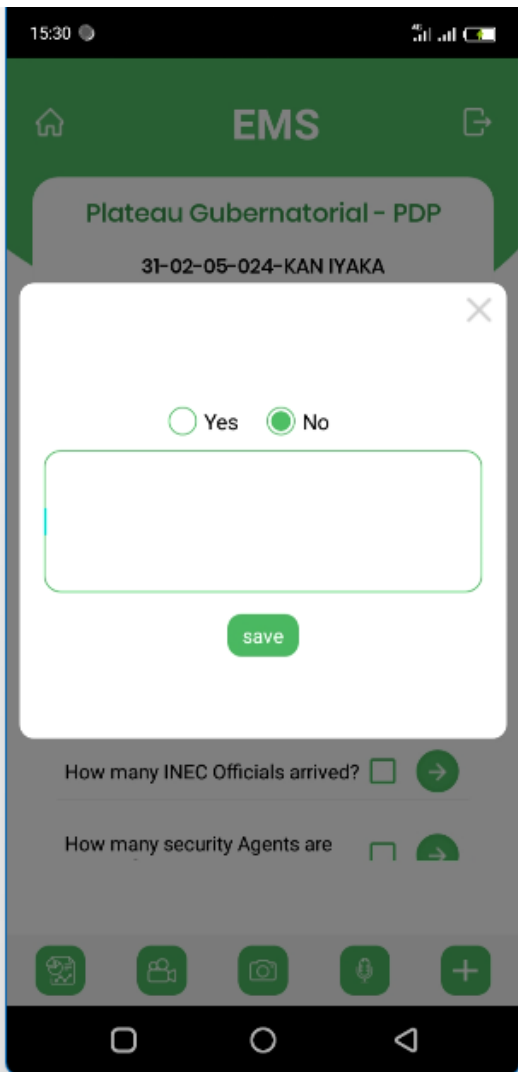 15:30
4G
EMS
Plateau Gubernatorial - PDP
31-02-05-024-KAN IYAKA
Yes No
save
How many INEC Officials arrived?
How many security Agents are